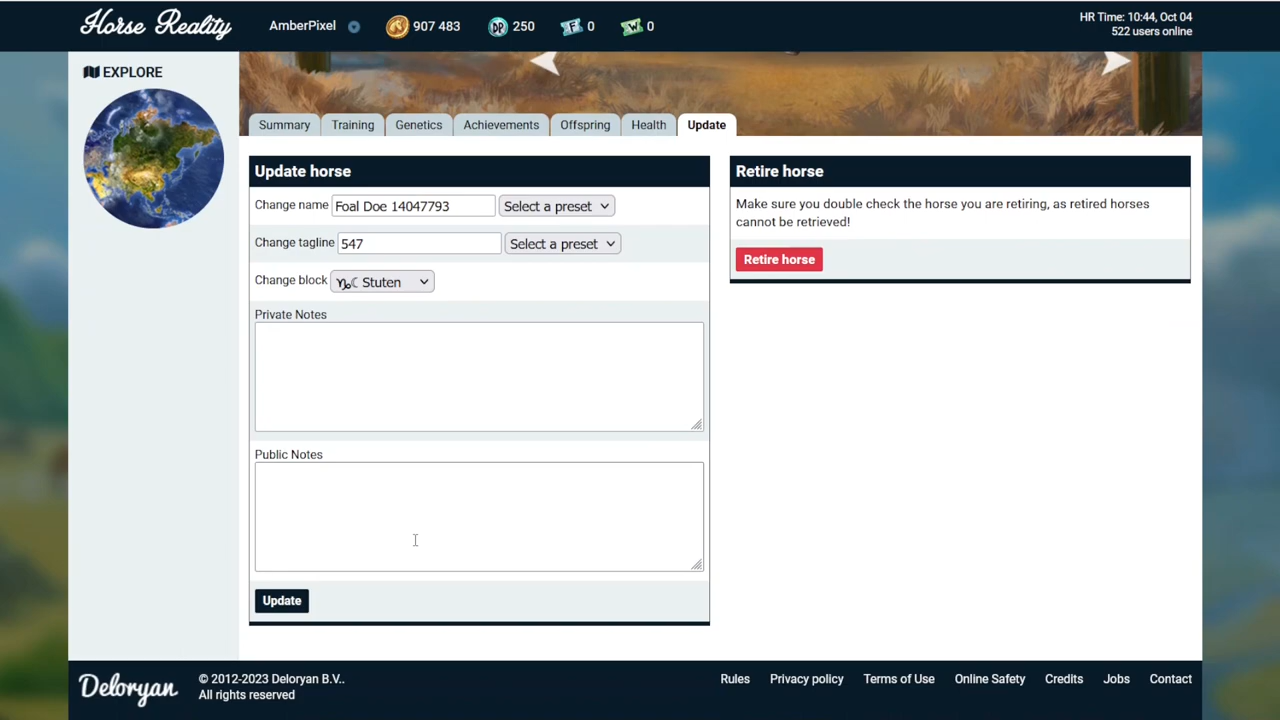 Horse Reality
AmberPixel
907 483
DP 250
F 0
W 0
HR Time: 10:44, Oct 04
522 users online
EXPLORE
Summary
Training
Genetics
Achievements
Offspring
Health
Update
Update horse
Change name Foal Doe 14047793 Select a preset
Change tagline 547 Select a preset
Change block ♑☾ Stuten
Private Notes
Public Notes
Update
Retire horse
Make sure you double check the horse you are retiring, as retired horses
cannot be retrieved!
Retire horse
Deloryan
© 2012-2023 Deloryan B.V..
All rights reserved
Rules
Privacy policy
Terms of Use
Online Safety
Credits
Jobs
Contact